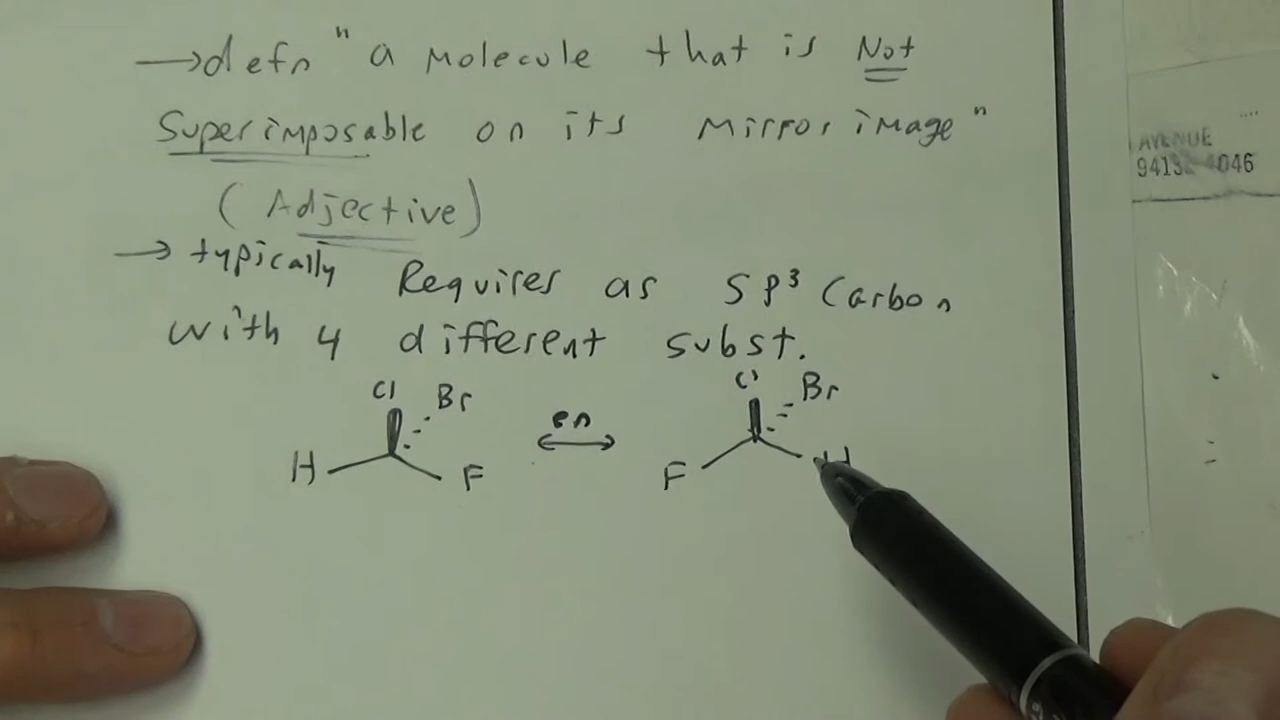 →defn "a Molecule that is Not
Superimposable on its Mirror image"
(Adjective)
→ typically Requires as SP³ Carbon
with 4 different subst.
Cl Br en Cl Br
H F F H
AVENUE